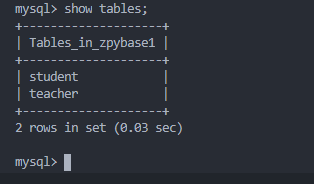 mysql> show tables;
+-------------------+
| Tables_in_zpybase1 |
+-------------------+
| student |
| teacher |
+-------------------+
2 rows in set (0.03 sec)
mysql>